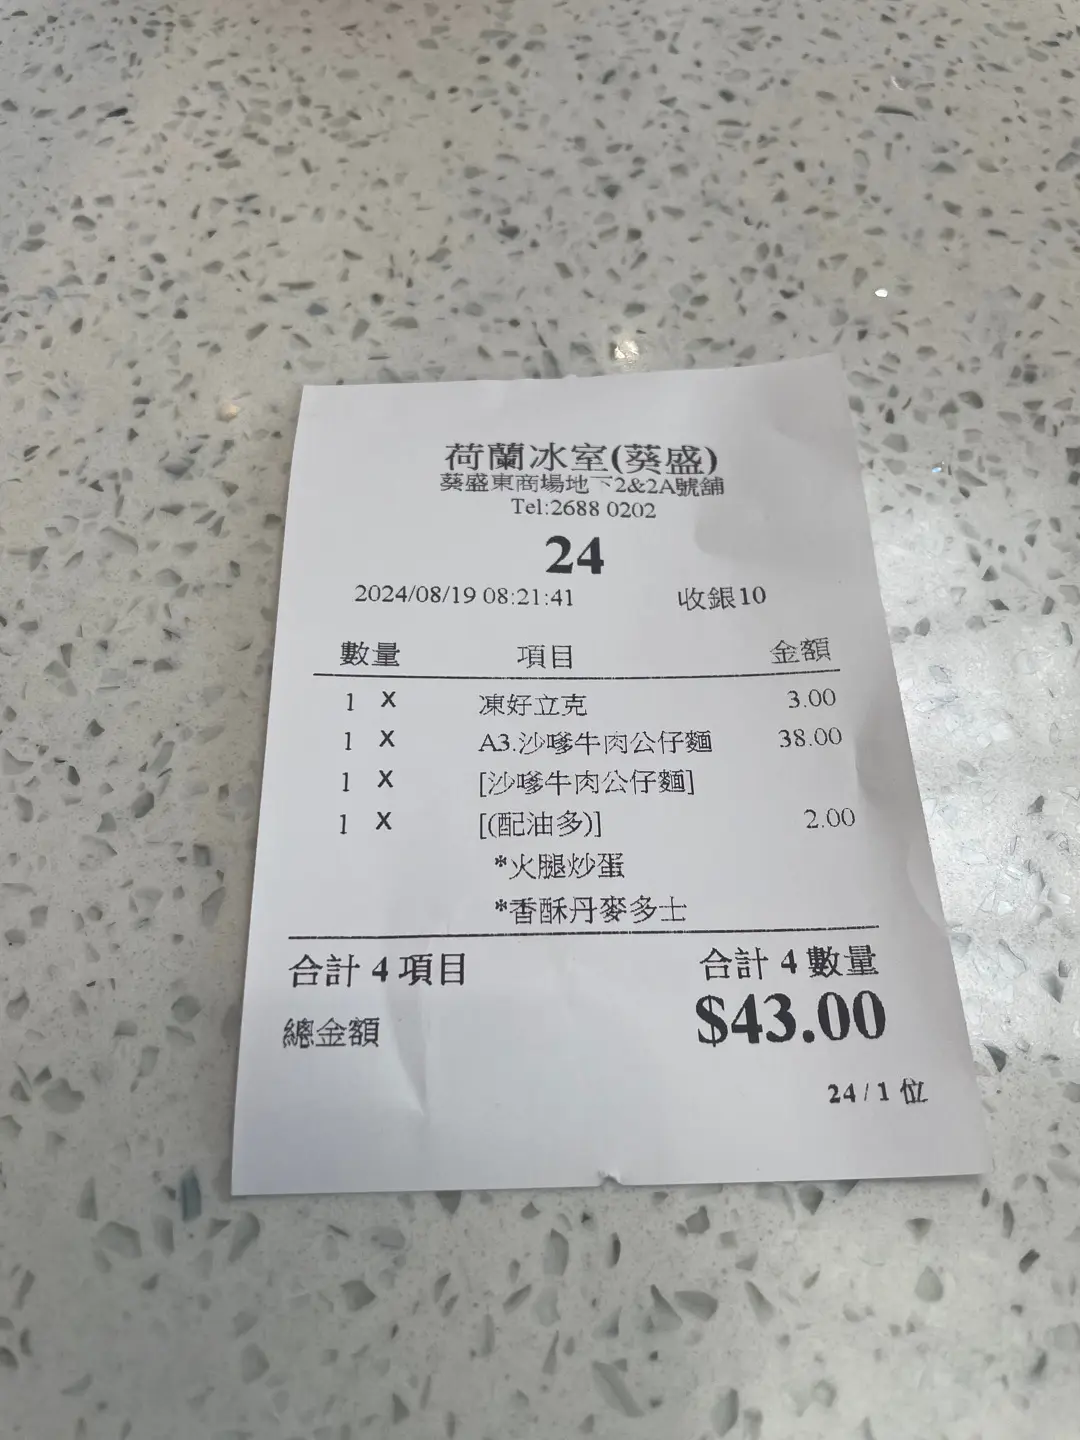 荷蘭冰室(葵盛)
葵盛東商場地下2&2A號舖
Tel:2688 0202
24
2024/08/19 08:21:41 收銀10
數量 項目 金額
1 X 凍好立克 3.00
1 X A3.沙嗲牛肉公仔麵 38.00
1 X [沙嗲牛肉公仔麵]
1 X [(配油多)] 2.00
*火腿炒蛋
*香酥丹麥多士
合計 4 項目 合計 4 數量
總金額 $43.00
24 / 1 位